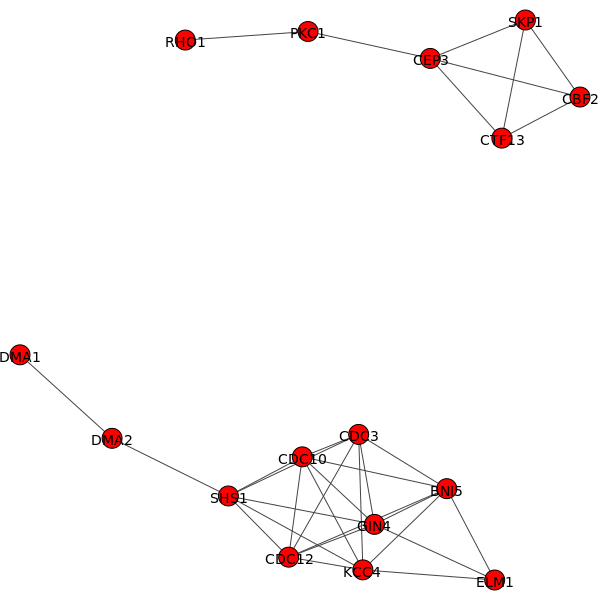 SKP1
PKC1
RHO1
CEP3
CBF2
CTF13
DMA1
CDC3
DMA2
CDC10
BNI5
SHS1
GIN4
CDC12
KCC4
ELM1